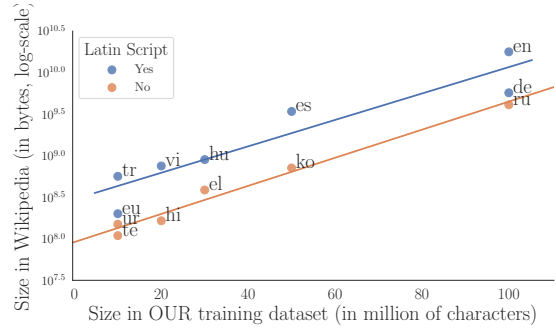 Size in Wikipedia (in bytes, log-scale)
10^10.5
10^10.0
10^9.5
10^9.0
10^8.5
10^8.0
10^7.5
Latin Script
Yes
No
en
de
ru
es
ko
hu
el
vi
hi
tr
eu
ur
te
0
20
40
60
80
100
Size in OUR training dataset (in million of characters)